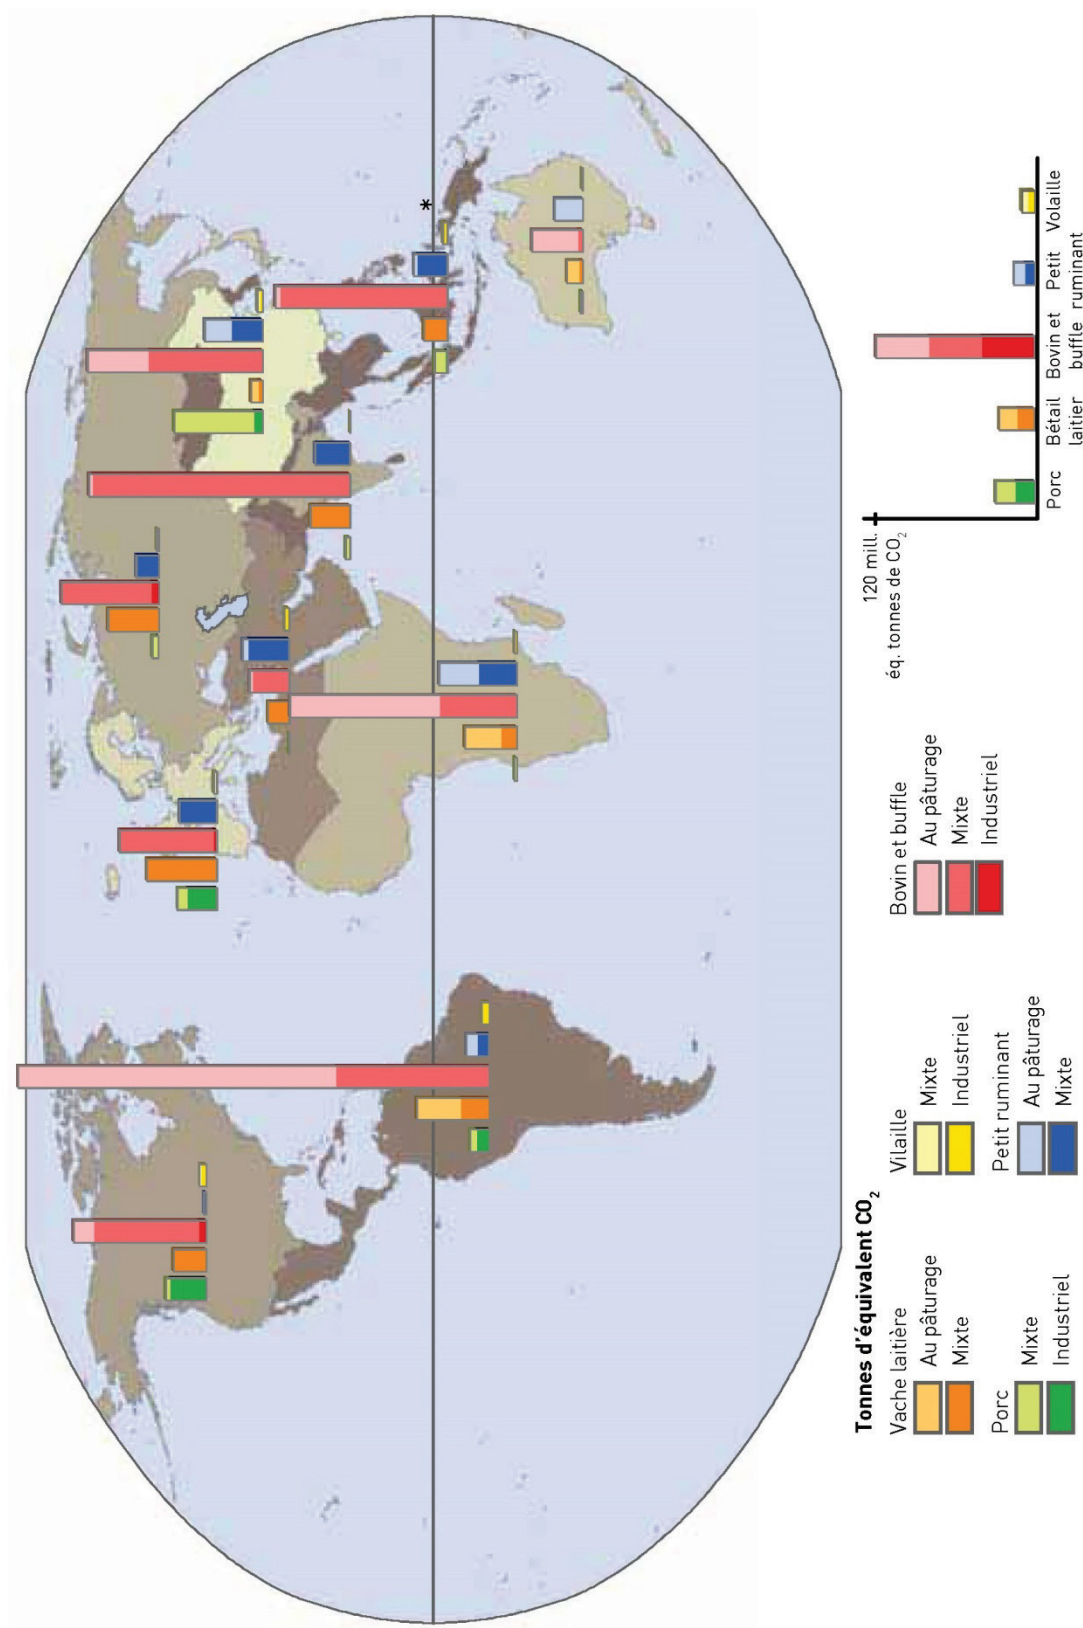 *
Tonnes d'équivalent CO₂
Vache laitière
Au pâturage
Mixte
Porc
Mixte
Industriel
Vilaille
Mixte
Industriel
Petit ruminant
Au pâturage
Mixte
Bovin et buffle
Au pâturage
Mixte
Industriel
120 mill.
éq. tonnes de CO₂
Porc
Bétail
laitier
Bovin et
buffle
Petit
ruminant
Volaille